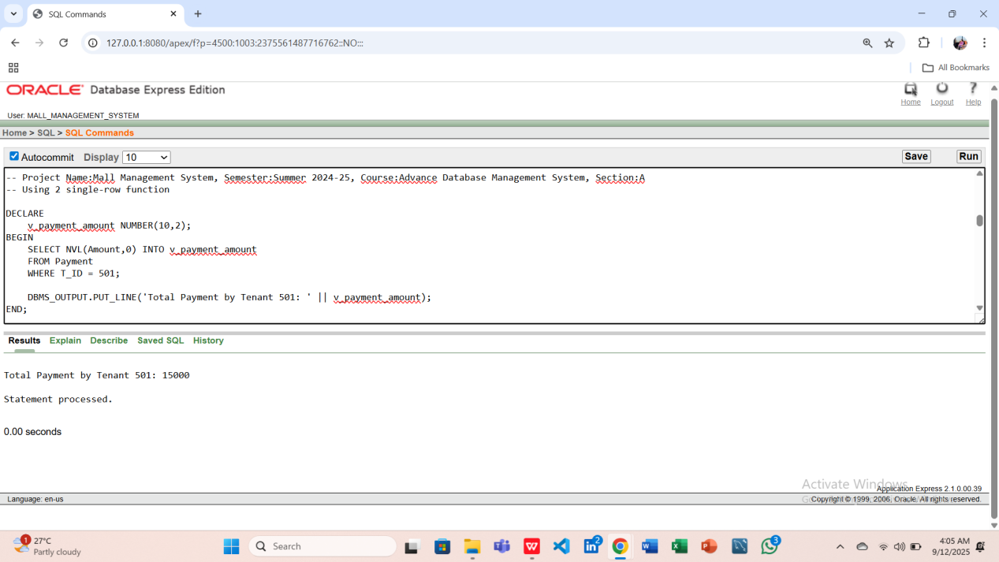 SQL Commands
127.0.0.1:8080/apex/f?p=4500:1003:2375561487716762::NO:::
All Bookmarks
ORACLE Database Express Edition
Home Logout Help
User: MALL_MANAGEMENT_SYSTEM
Home > SQL > SQL Commands
Autocommit Display 10 Save Run
-- Project Name:Mall Management System, Semester:Summer 2024-25, Course:Advance Database Management System, Section:A
-- Using 2 single-row function
DECLARE
v_payment_amount NUMBER(10,2);
BEGIN
SELECT NVL(Amount,0) INTO v_payment_amount
FROM Payment
WHERE T_ID = 501;
DBMS_OUTPUT.PUT_LINE('Total Payment by Tenant 501: ' || v_payment_amount);
END;
Results Explain Describe Saved SQL History
Total Payment by Tenant 501: 15000
Statement processed.
0.00 seconds
Activate Windows
Application Express 2.1.0.00.39
Language: en-us
Copyright © 1999, 2006, Oracle. All rights reserved.
1 27°C
Partly cloudy
Search
2
3
4:05 AM
9/12/2025